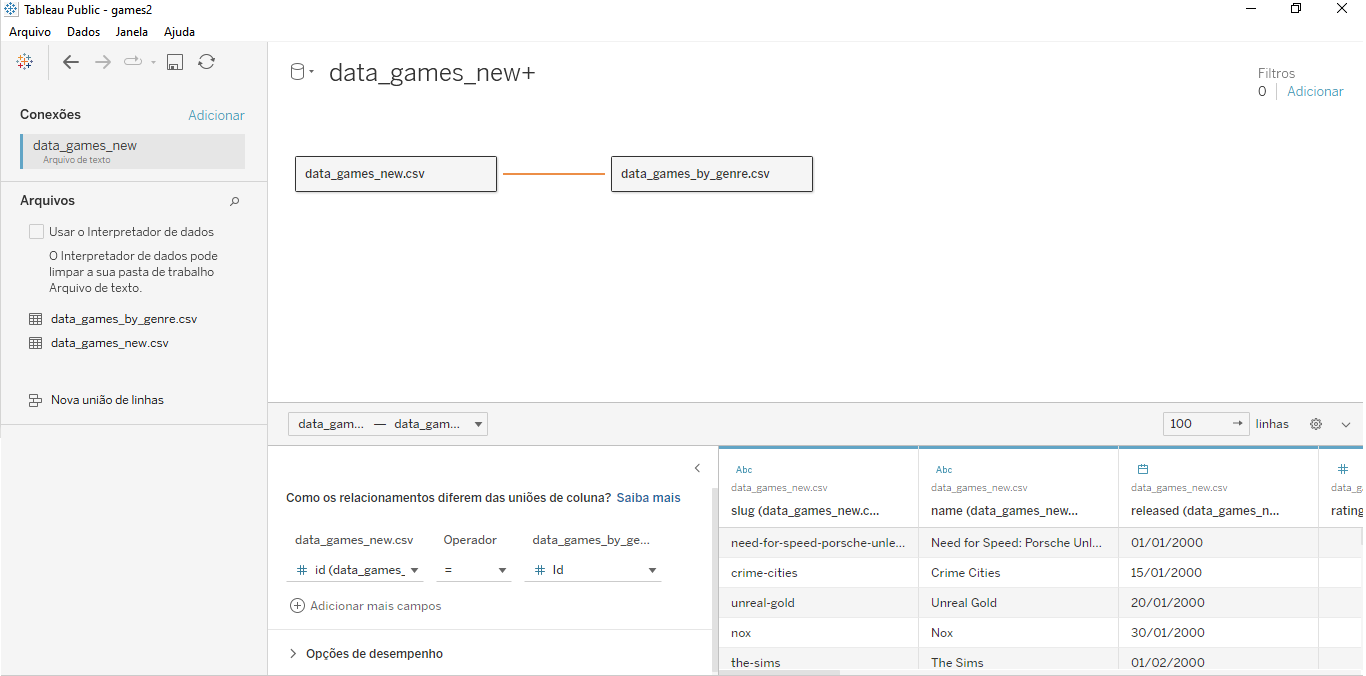 Tableau Public - games2
Arquivo Dados Janela Ajuda
Conexões Adicionar
data_games_new
Arquivo de texto
Arquivos
Usar o Interpretador de dados
O Interpretador de dados pode
limpar a sua pasta de trabalho
Arquivo de texto.
data_games_by_genre.csv
data_games_new.csv
Nova união de linhas
data_games_new+
Filtros
0 Adicionar
data_games_new.csv data_games_by_genre.csv
data_gam... — data_gam... 100 linhas
Como os relacionamentos diferem das uniões de coluna? Saiba mais
data_games_new.csv Operador data_games_by_ge...
# id (data_games_ = # Id
Adicionar mais campos
Opções de desempenho
Abc Abc #
data_games_new.csv data_games_new.csv data_games_new.csv data_g
slug (data_games_new.c... name (data_games_new... released (data_games_n... rating
need-for-speed-porsche-unle... Need for Speed: Porsche Unl... 01/01/2000
crime-cities Crime Cities 15/01/2000
unreal-gold Unreal Gold 20/01/2000
nox Nox 30/01/2000
the-sims The Sims 01/02/2000